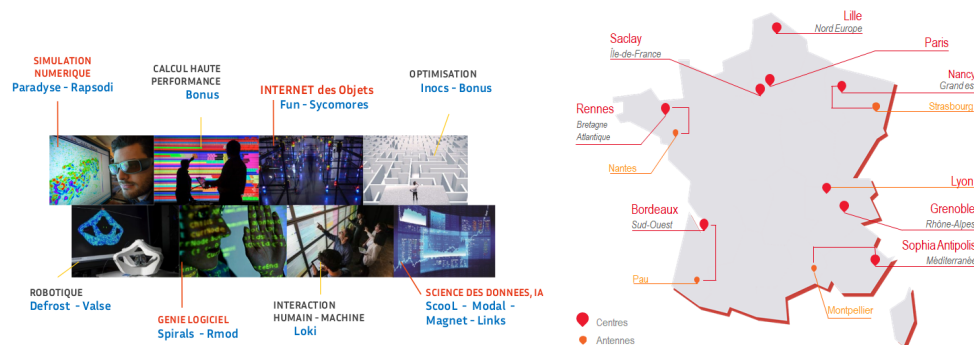 SIMULATION
NUMERIQUE
Paradyse - Rapsodi
CALCUL HAUTE
PERFORMANCE
Bonus
INTERNET des Objets
Fun - Sycomores
OPTIMISATION
Inocs - Bonus
ROBOTIQUE
Defrost - Valse
GENIE LOGICIEL
Spirals - Rmod
INTERACTION
HUMAIN - MACHINE
Loki
SCIENCE DES DONNEES, IA
ScooL - Modal -
Magnet - Links
Lille
Nord Europe
Saclay
Île-de-France
Paris
Nancy
Grand es
Strasbourg
Rennes
Bretagne
Atlantique
Nantes
Lyon
Grenoble
Rhône-Alpes
Bordeaux
Sud-Ouest
Sophia Antipolis
Méditerranée
Pau
Montpellier
Centres
Antennes